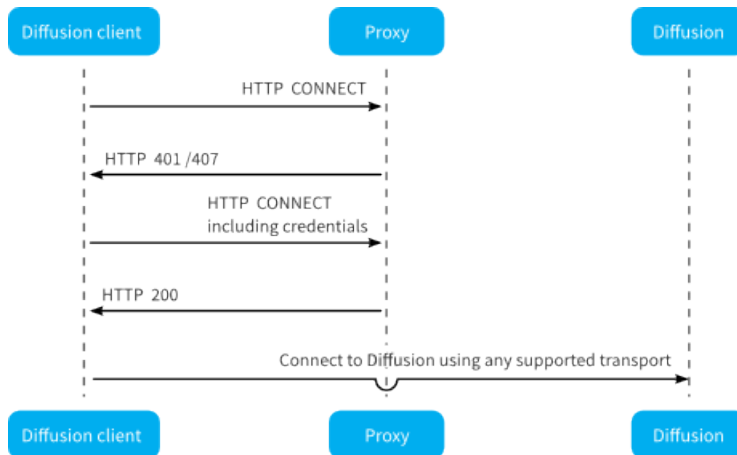 Diffusion client
Proxy
Diffusion
HTTP CONNECT
HTTP 401 /407
HTTP CONNECT
including credentials
HTTP 200
Connect to Diffusion using any supported transport
Diffusion client
Proxy
Diffusion